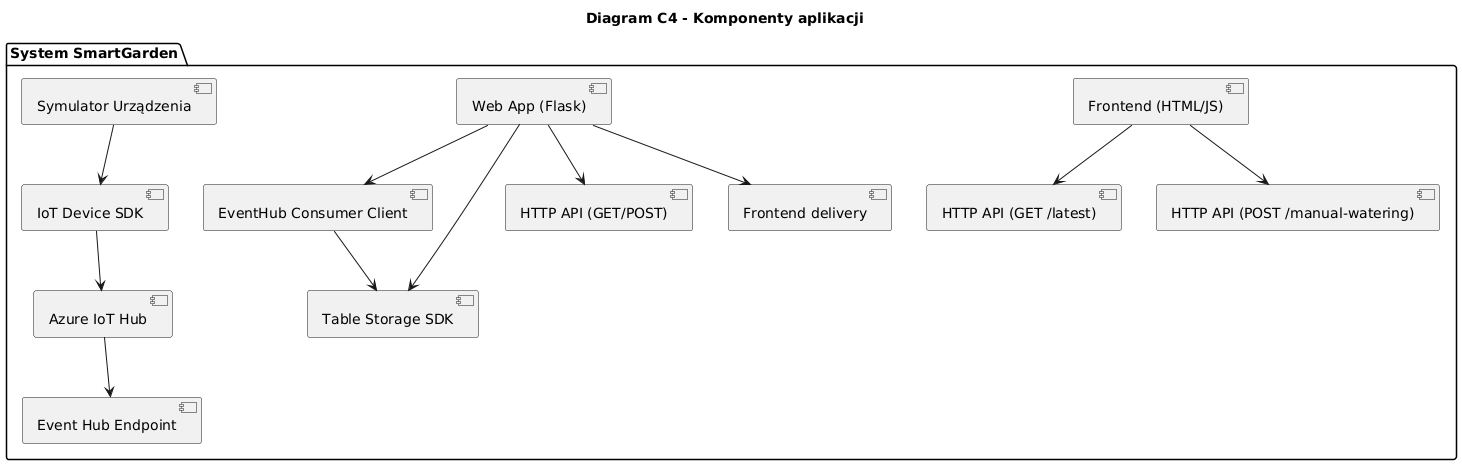 Diagram C4 - Komponenty aplikacji
System SmartGarden
Symulator Urządzenia
Web App (Flask)
Frontend (HTML/JS)
IoT Device SDK
EventHub Consumer Client
HTTP API (GET/POST)
Frontend delivery
HTTP API (GET /latest)
HTTP API (POST /manual-watering)
Azure IoT Hub
Table Storage SDK
Event Hub Endpoint